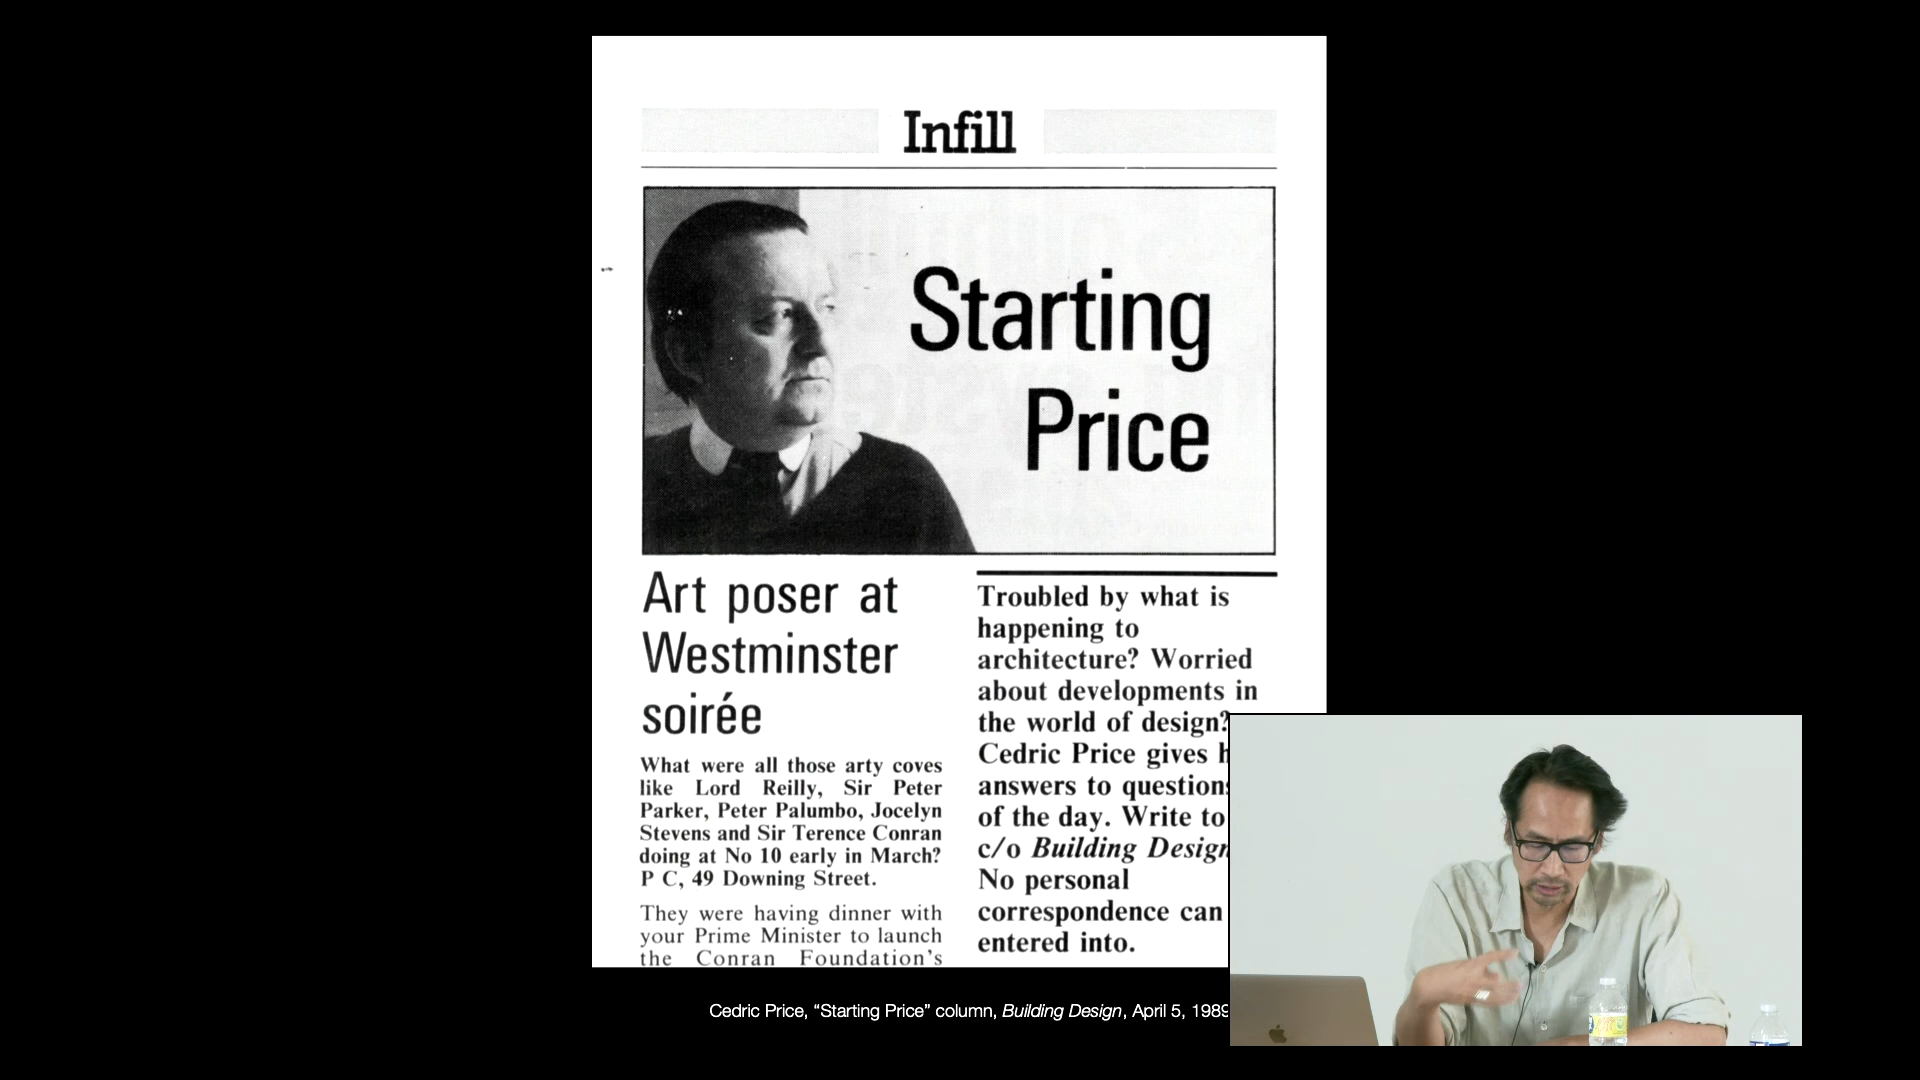 Infill
Starting
Price
Art poser at
Westminster
soirée
What were all those arty coves
like Lord Reilly, Sir Peter
Parker, Peter Palumbo, Jocelyn
Stevens and Sir Terence Conran
doing at No 10 early in March?
P C, 49 Downing Street.
They were having dinner with
your Prime Minister to launch
the Conran Foundation's
Troubled by what is
happening to
architecture? Worried
about developments in
the world of design?
Cedric Price gives
answers to questions
of the day. Write to
c/o Building Design
No personal
correspondence can
entered into.
Cedric Price, “Starting Price” column, Building Design, April 5, 1989